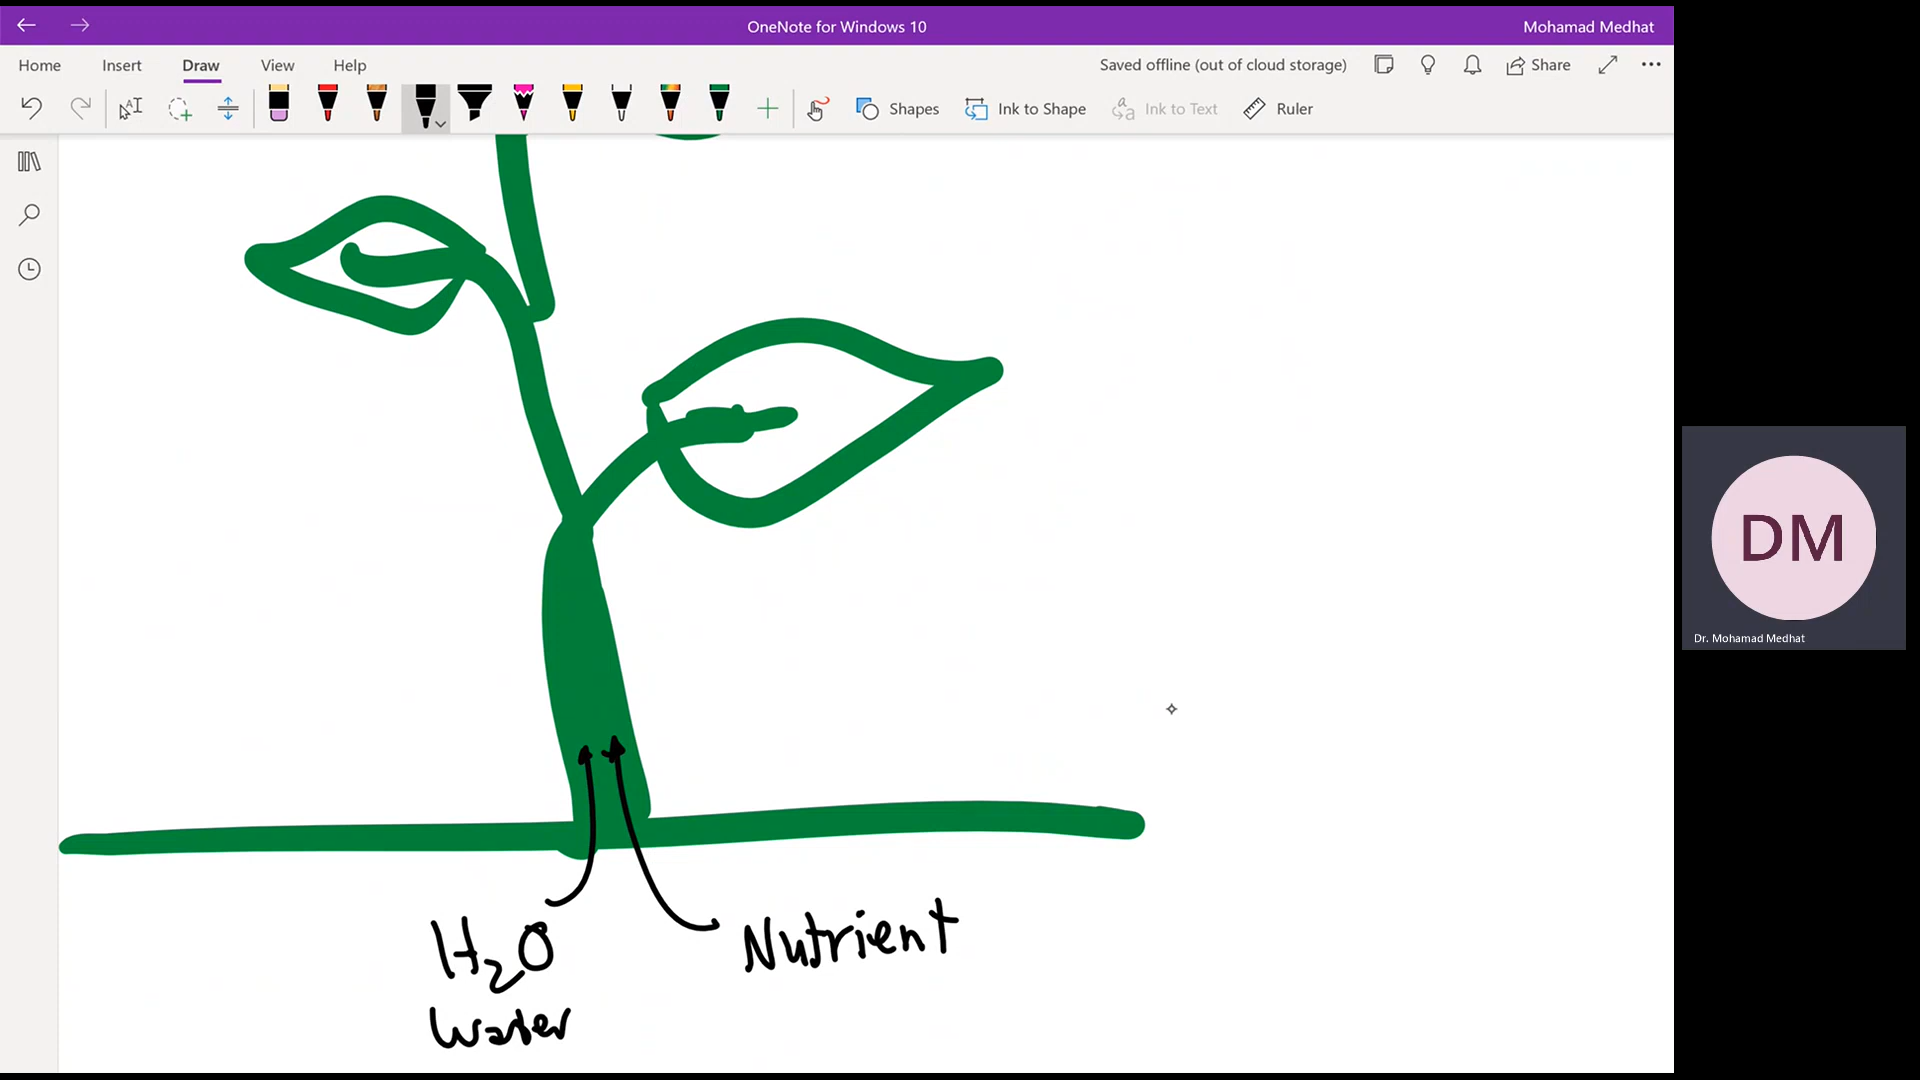 OneNote for Windows 10
Mohamad Medhat
Home Insert Draw View Help
Saved offline (out of cloud storage) Share
Shapes Ink to Shape Ink to Text Ruler
DM
Dr. Mohamad Medhat
H₂O Nutrient
Water